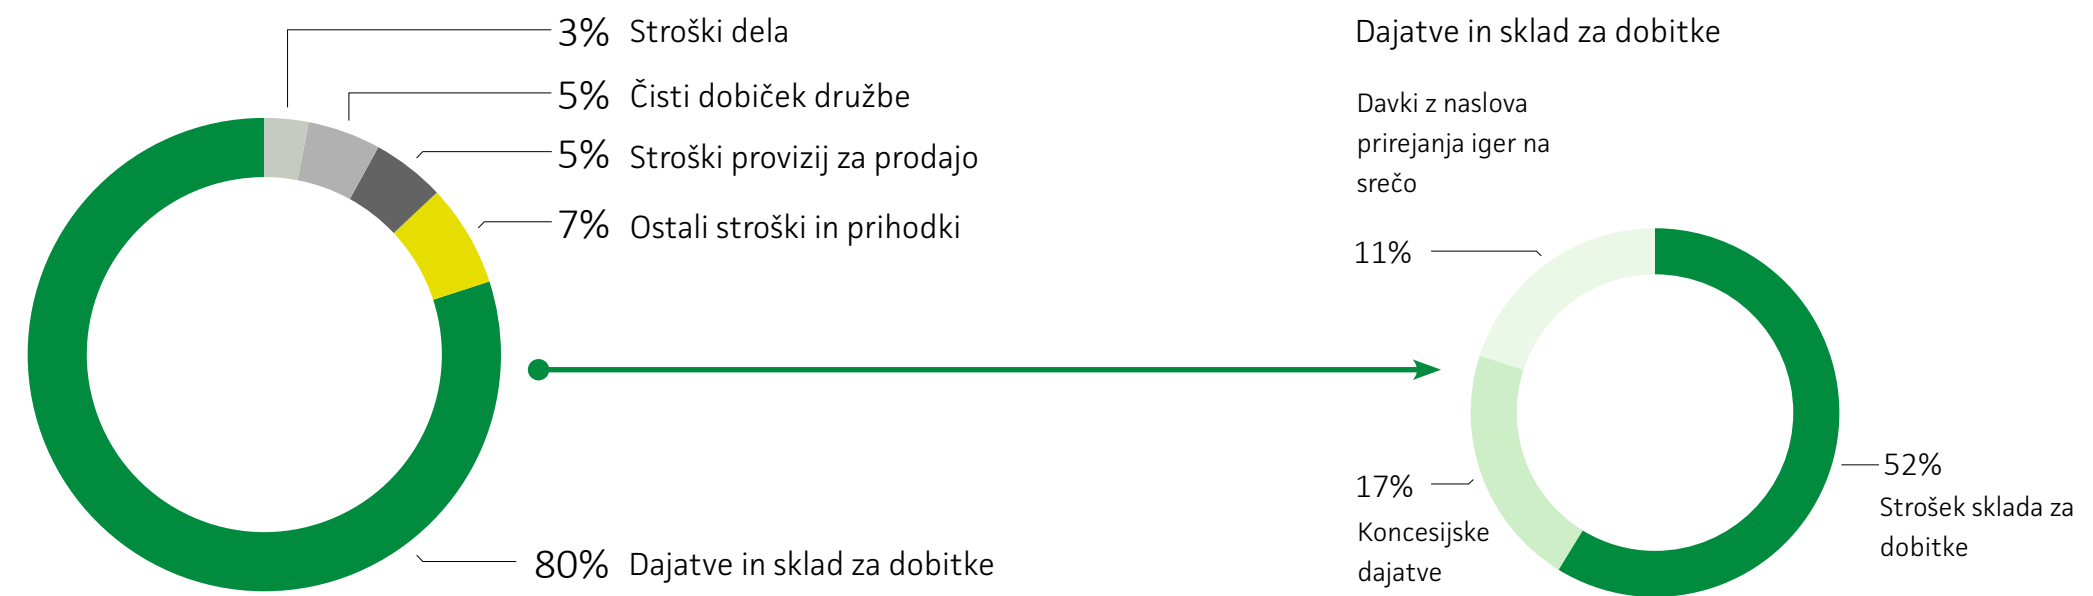 3% Stroški dela
5% Čisti dobiček družbe
5% Stroški provizij za prodajo
7% Ostali stroški in prihodki
80% Dajatve in sklad za dobitke
Dajatve in sklad za dobitke
Davki z naslova
prirejanja iger na
srečo
11%
17%
Koncesijske
dajatve
52%
Strošek sklada za
dobitke